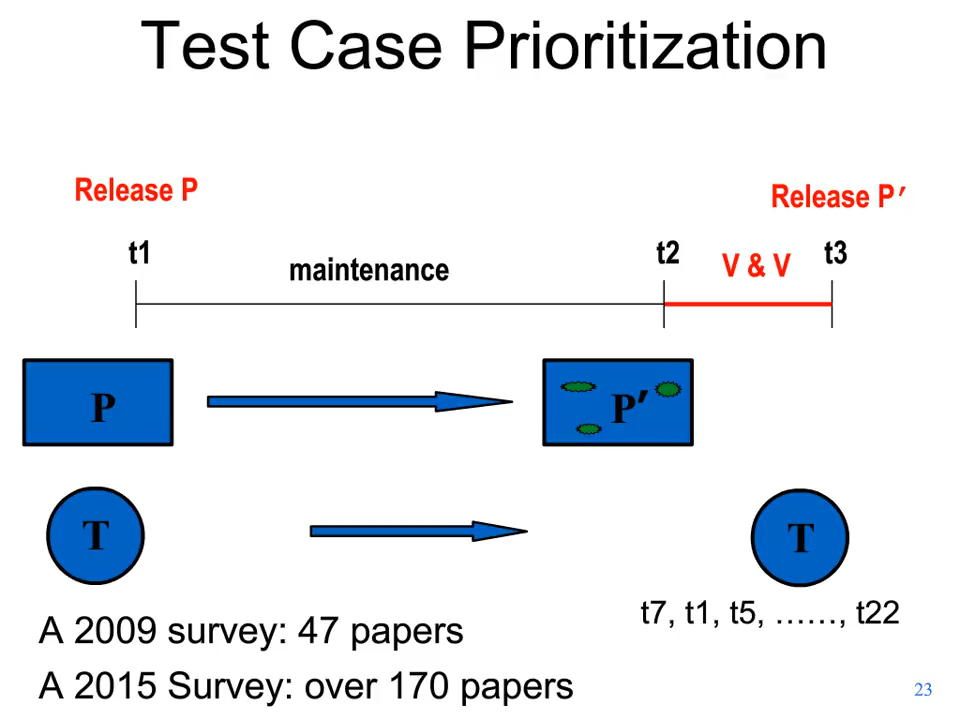 Test Case Prioritization
Release P
Release P′
t1
maintenance
t2
V & V
t3
P
P′
T
T
t7, t1, t5, ……, t22
A 2009 survey: 47 papers
A 2015 Survey: over 170 papers
23